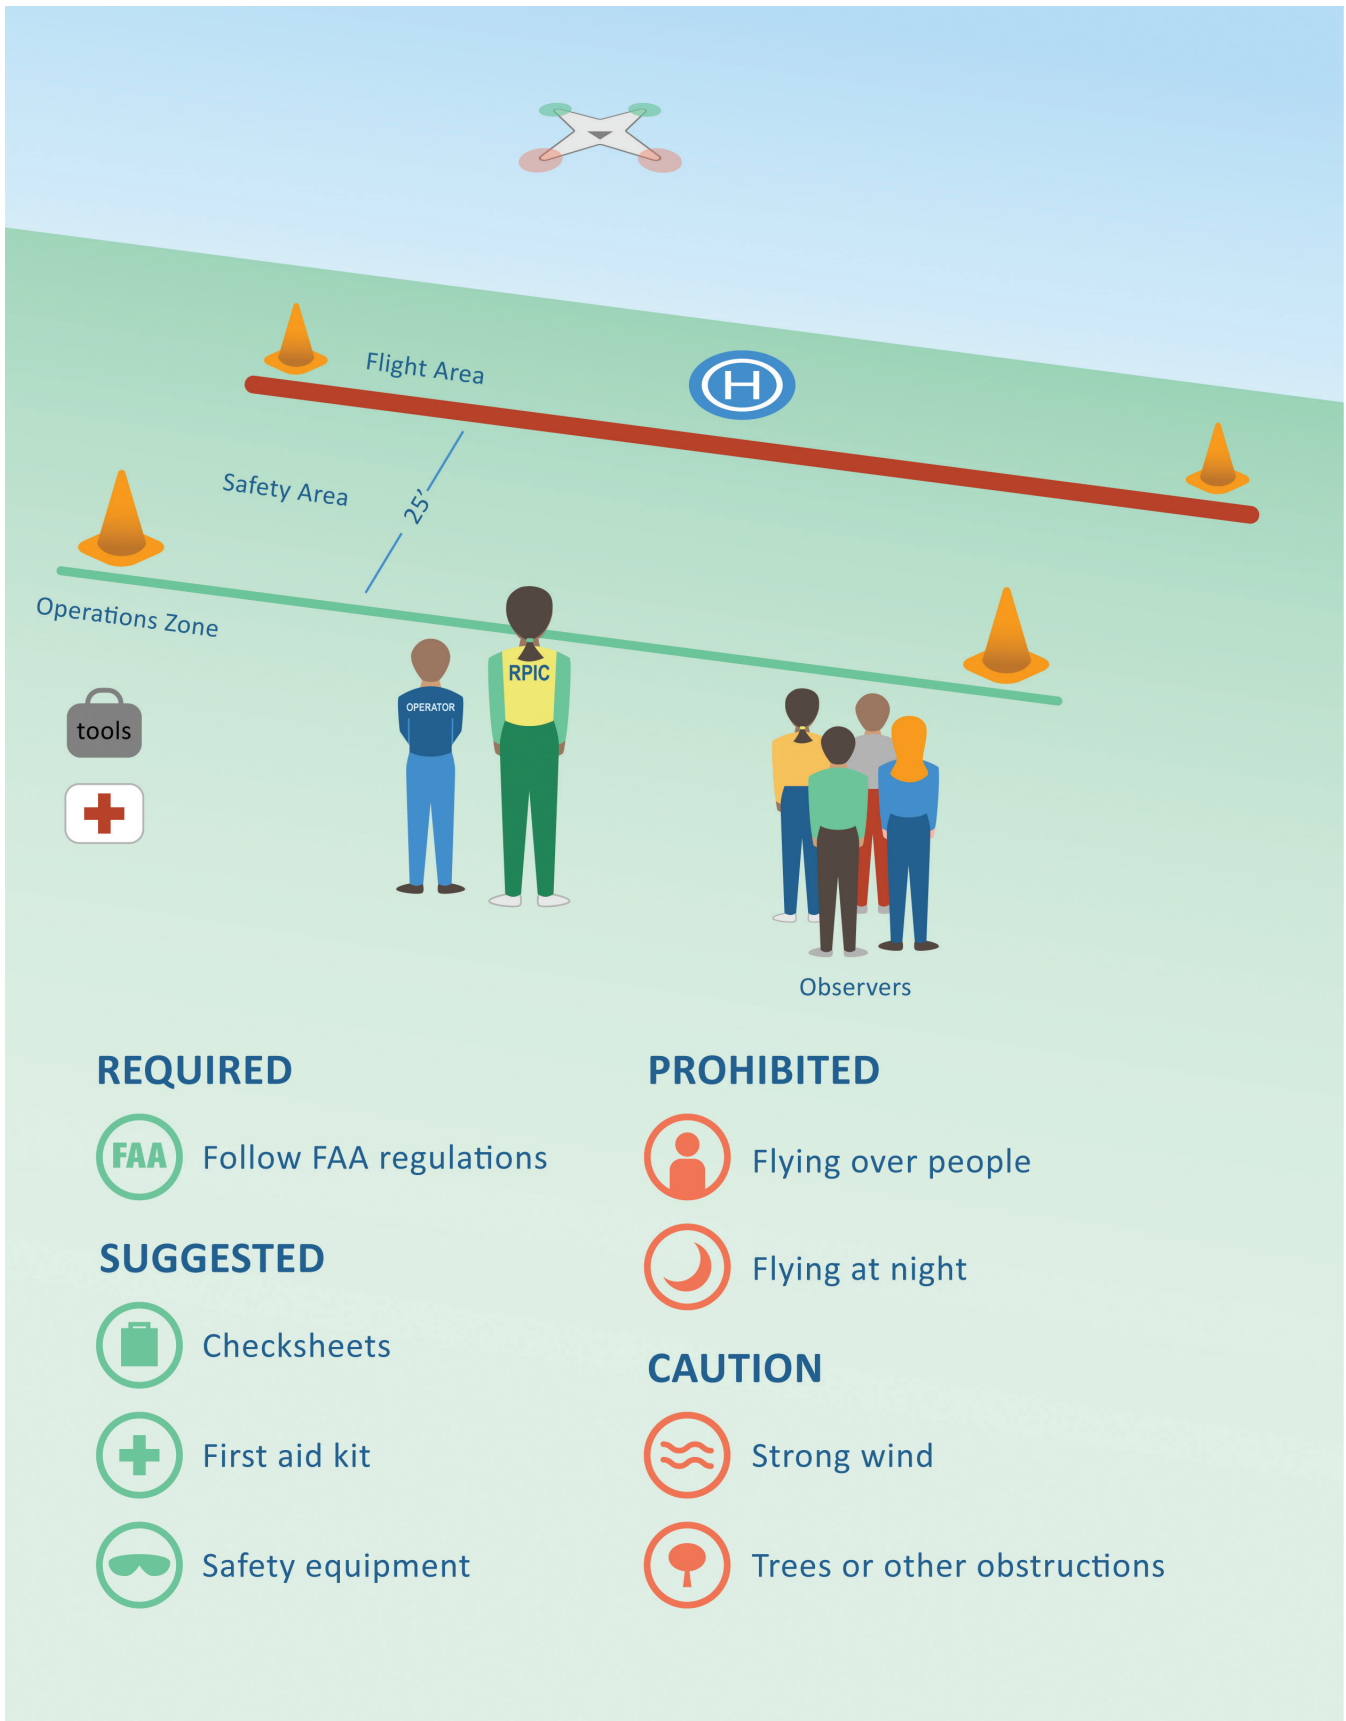 Flight Area
H
Safety Area
25′
Operations Zone
RPIC
OPERATOR
tools
Observers
REQUIRED
FAA
Follow FAA regulations
SUGGESTED
Checksheets
First aid kit
Safety equipment
PROHIBITED
Flying over people
Flying at night
CAUTION
Strong wind
Trees or other obstructions